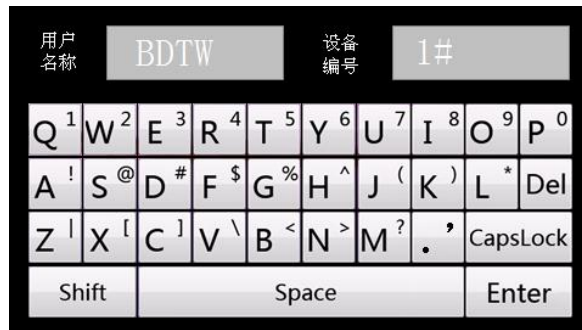 用户名称 BDTW 设备编号 1#
Q 1 W 2 E 3 R 4 T 5 Y 6 U 7 I 8 O 9 P 0
A ! S @ D # F $ G % H ^ J ( K ) L * Del
Z | X [ C ] V \ B < N > M ? . ’ CapsLock
Shift Space Enter